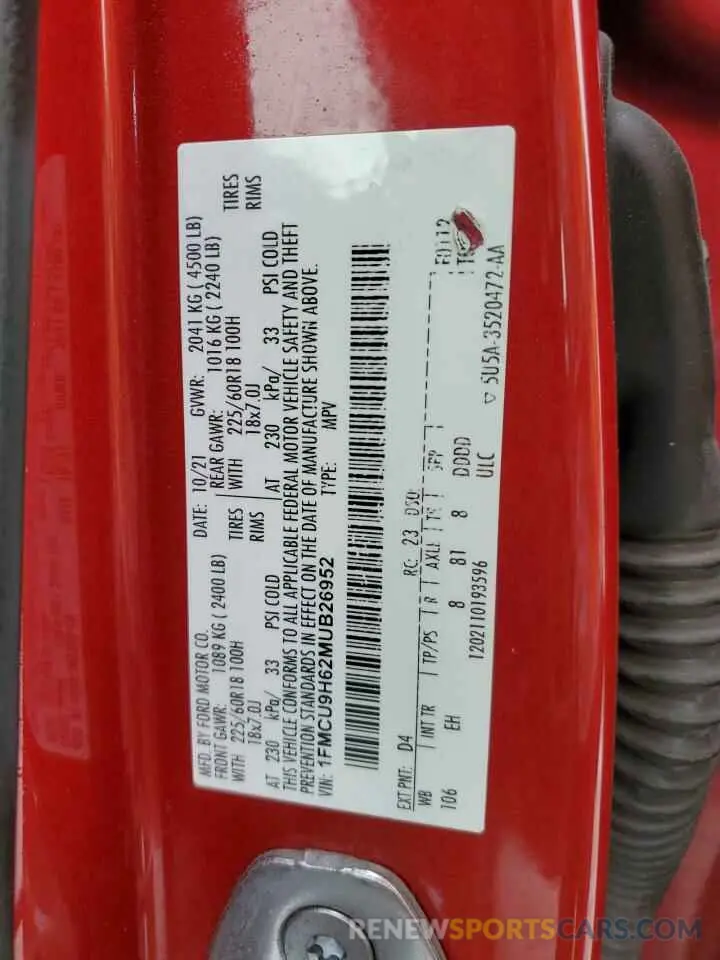 MFD. BY FORD MOTOR CO.
DATE: 10/21 GVWR: 2041 KG ( 4500 LB)
FRONT GAWR: 1089 KG ( 2400 LB) REAR GAWR: 1016 KG ( 2240 LB)
WITH 225/60R18 100H TIRES WITH 225/60R18 100H TIRES
18x7.0J RIMS 18x7.0J RIMS
AT 230 kPa/ 33 PSI COLD AT 230 kPa/ 33 PSI COLD
THIS VEHICLE CONFORMS TO ALL APPLICABLE FEDERAL MOTOR VEHICLE SAFETY AND THEFT
PREVENTION STANDARDS IN EFFECT ON THE DATE OF MANUFACTURE SHOWN ABOVE.
VIN: 1FMCU9H62MUB26952 TYPE: MPV
EXT PNT: D4 RC: 23 DSO: F0112
WB INT TR TP/PS R AXLE TR SPR
106 EH 8 81 8 DDDD
1202110193596 ULC
5U5A-3520472-AA
RENEWSPORTSCARS.COM